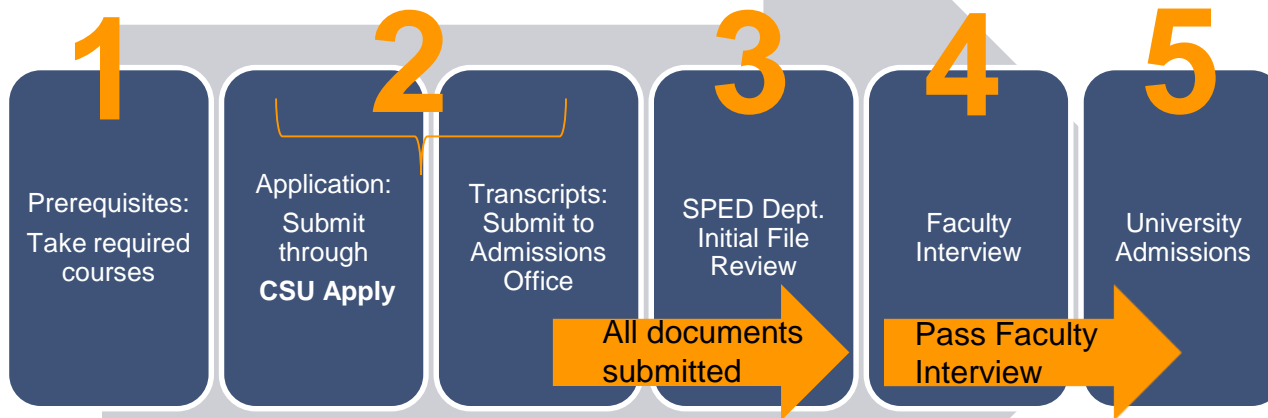 1
Prerequisites:
Take required
courses
2
Application:
Submit
through
CSU Apply
Transcripts:
Submit to
Admissions
Office
3
SPED Dept.
Initial File
Review
All documents
submitted
4
Faculty
Interview
Pass Faculty
Interview
5
University
Admissions